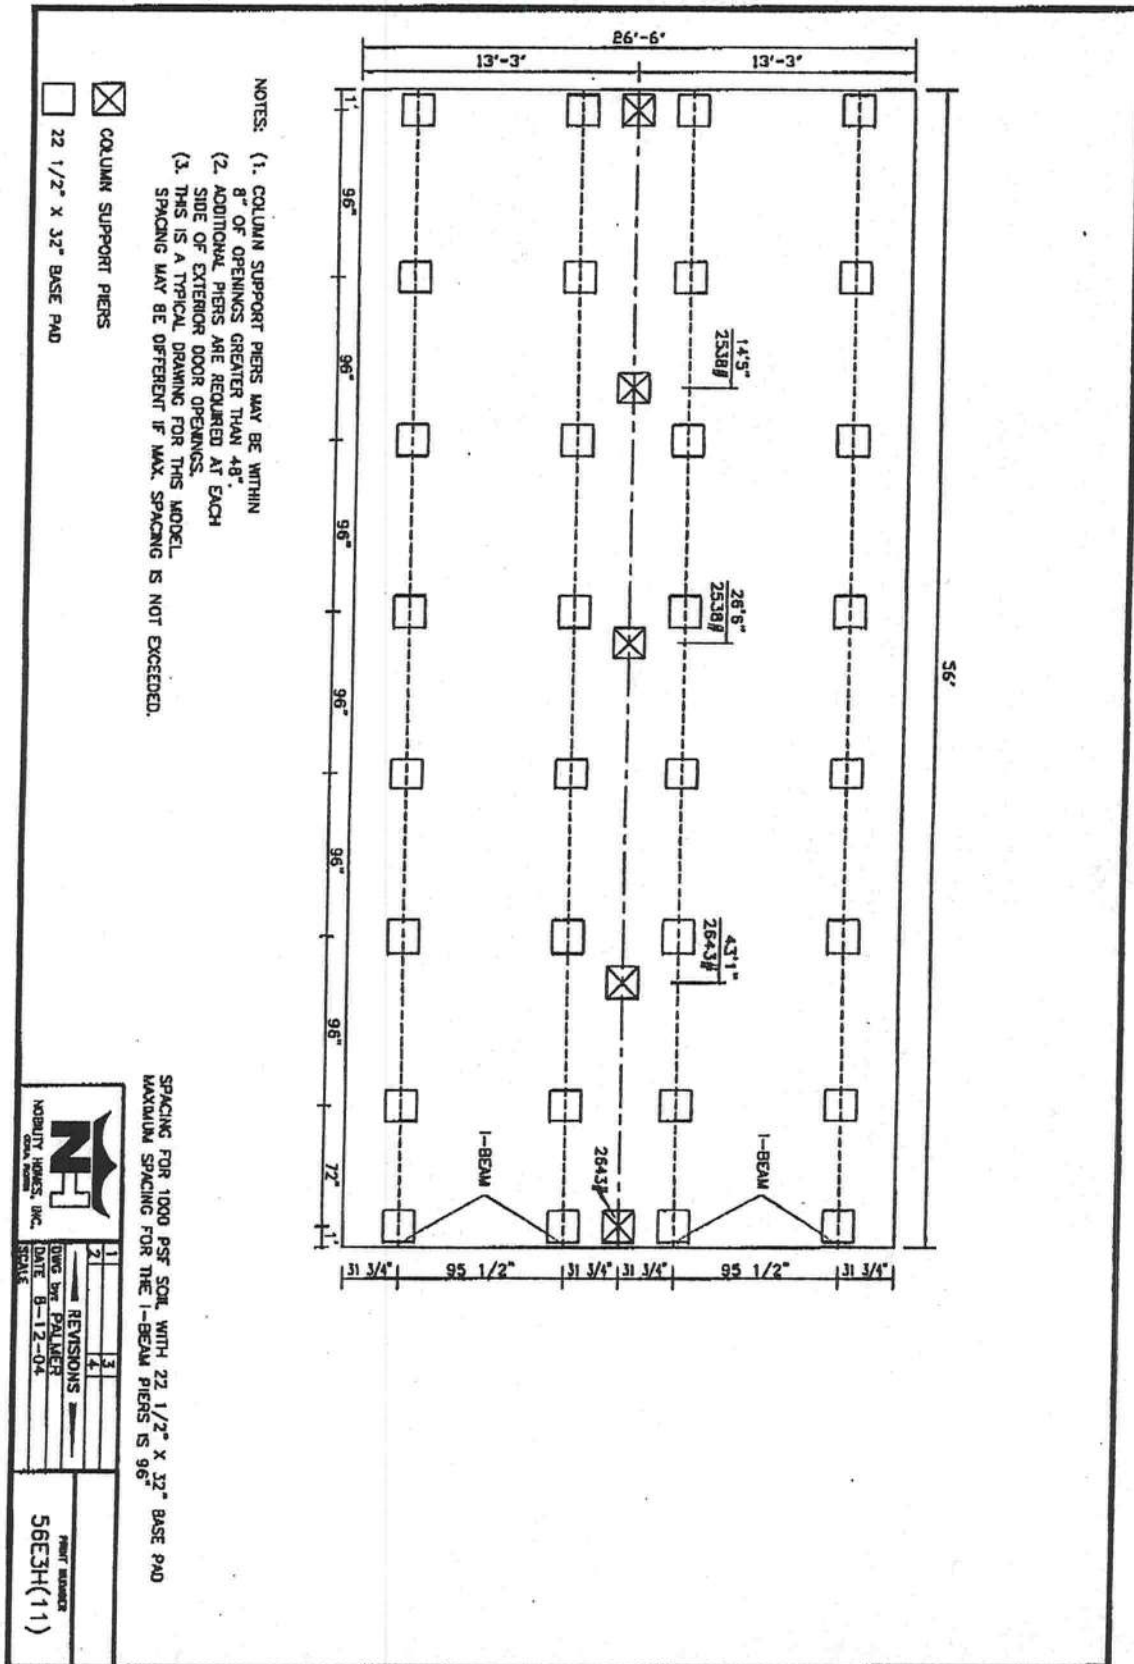 56'
26'-6"
13'-3"
13'-3"
1'
96"
96"
96"
96"
96"
96"
72"
1'
14'5"
2538#
26'6"
2538#
43'1"
2643#
2643#
I-BEAM
I-BEAM
31 3/4"
95 1/2"
31 3/4"
31 3/4"
95 1/2"
31 3/4"
NOTES: (1. COLUMN SUPPORT PIERS MAY BE WITHIN
8" OF OPENINGS GREATER THAN 48".
(2. ADDITIONAL PIERS ARE REQUIRED AT EACH
SIDE OF EXTERIOR DOOR OPENINGS.
(3. THIS IS A TYPICAL DRAWING FOR THIS MODEL.
SPACING MAY BE DIFFERENT IF MAX. SPACING IS NOT EXCEEDED.
COLUMN SUPPORT PIERS
22 1/2" X 32" BASE PAD
SPACING FOR 1000 PSF SOIL WITH 22 1/2" X 32" BASE PAD
MAXIMUM SPACING FOR THE I-BEAM PIERS IS 96"
NH
NOBILITY HOMES, INC.
1
3
2
4
REVISIONS
DWG by: PALMER
DATE 8-12-04
SCALE
PRINT NUMBER
56E3H(11)